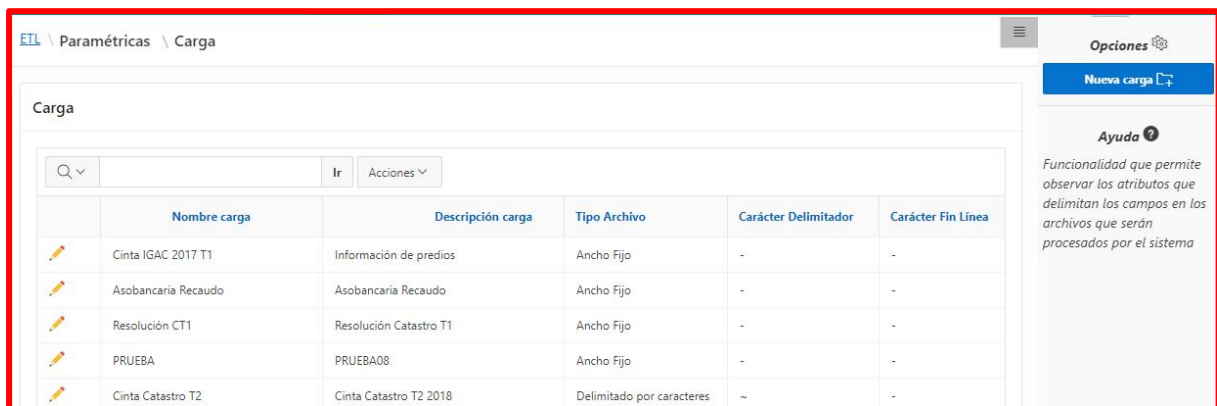 ETL \ Paramétricas \ Carga
Opciones
Nueva carga
Carga
Ayuda
Funcionalidad que permite
observar los atributos que
delimitan los campos en los
archivos que serán
procesados por el sistema
Ir Acciones
Nombre carga Descripción carga Tipo Archivo Carácter Delimitador Carácter Fin Línea
Cinta IGAC 2017 T1 Información de predios Ancho Fijo - -
Asobancaria Recaudo Asobancaria Recaudo Ancho Fijo - -
Resolución CT1 Resolución Catastro T1 Ancho Fijo - -
PRUEBA PRUEBA08 Ancho Fijo - -
Cinta Catastro T2 Cinta Catastro T2 2018 Delimitado por caracteres ~ -